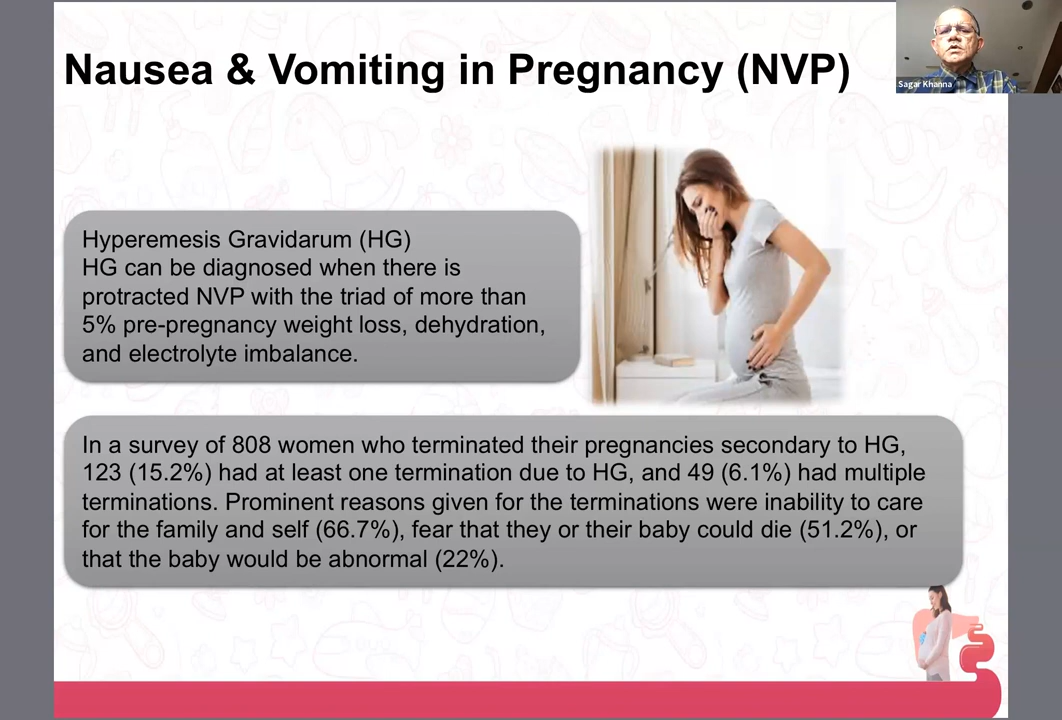 Nausea & Vomiting in Pregnancy (NVP)
Sagar Khanna
Hyperemesis Gravidarum (HG)
HG can be diagnosed when there is
protracted NVP with the triad of more than
5% pre-pregnancy weight loss, dehydration,
and electrolyte imbalance.
In a survey of 808 women who terminated their pregnancies secondary to HG,
123 (15.2%) had at least one termination due to HG, and 49 (6.1%) had multiple
terminations. Prominent reasons given for the terminations were inability to care
for the family and self (66.7%), fear that they or their baby could die (51.2%), or
that the baby would be abnormal (22%).